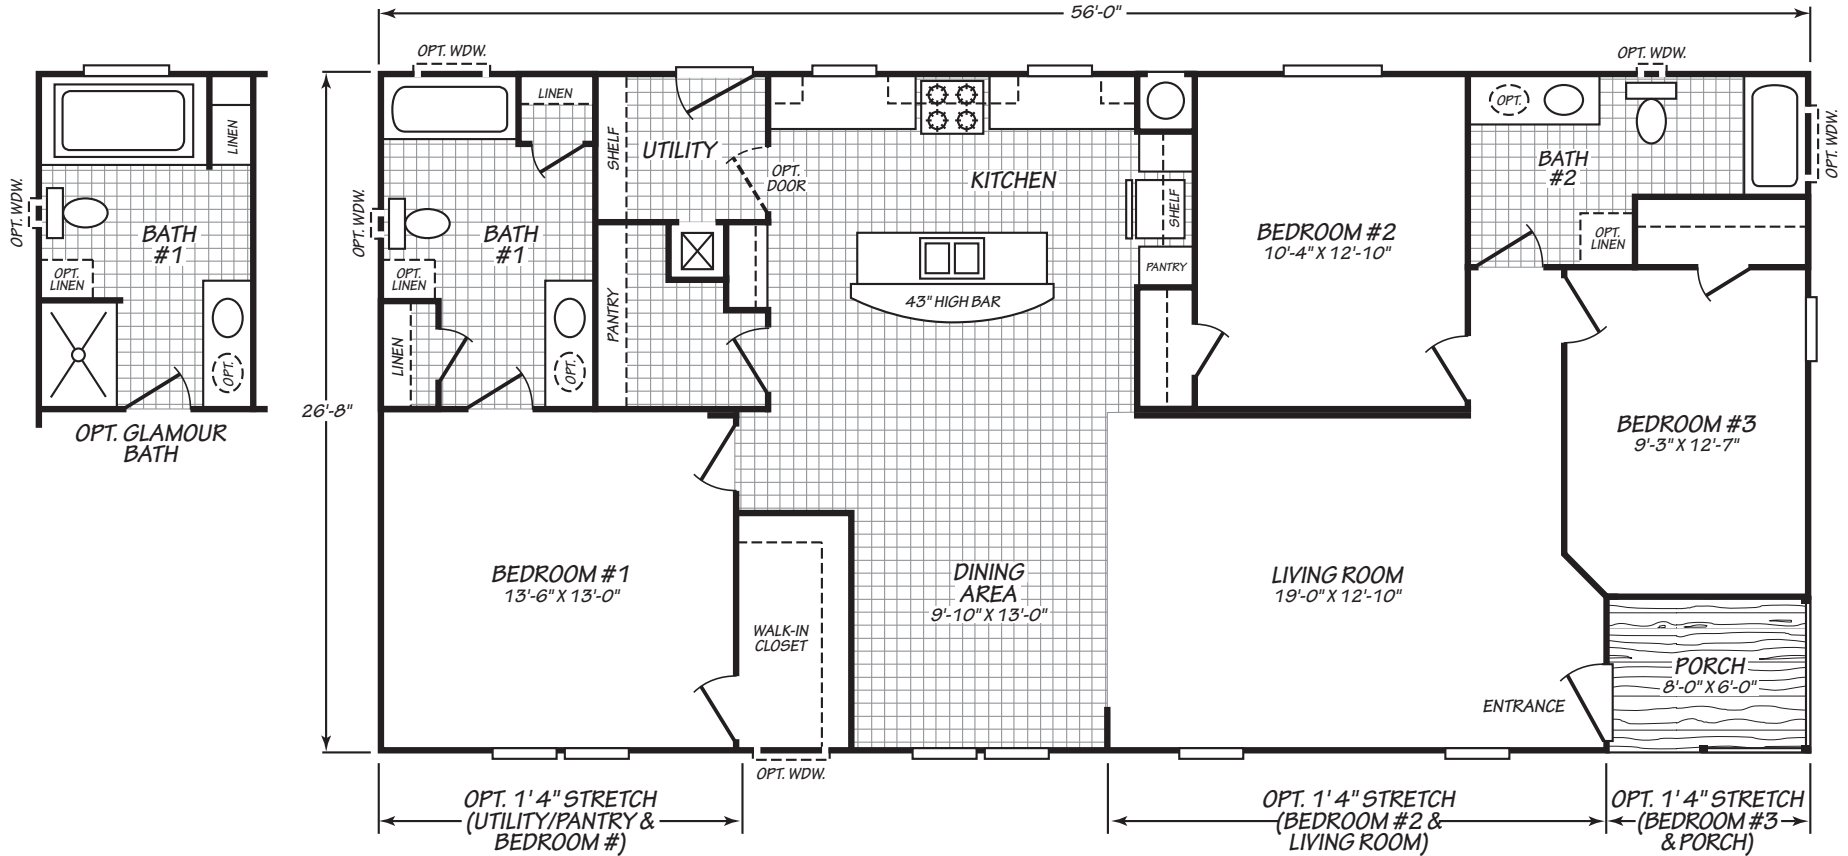 56'-0"
OPT. WDW.
OPT. WDW.
LINEN
LINEN
SHELF
UTILITY
OPT.
DOOR
KITCHEN
SHELF
PANTRY
OPT.
BATH
#2
OPT. WDW.
OPT. WDW.
BATH
#1
OPT.
LINEN
OPT.
OPT. GLAMOUR
BATH
OPT. WDW.
BATH
#1
OPT.
LINEN
LINEN
OPT.
PANTRY
43" HIGH BAR
BEDROOM #2
10'-4" X 12'-10"
OPT.
LINEN
26'-8"
BEDROOM #3
9'-3" X 12'-7"
BEDROOM #1
13'-6" X 13'-0"
WALK-IN
CLOSET
DINING
AREA
9'-10" X 13'-0"
LIVING ROOM
19'-0" X 12'-10"
ENTRANCE
PORCH
8'-0" X 6'-0"
OPT. WDW.
OPT. 1' 4" STRETCH
(UTILITY/PANTRY &
BEDROOM #)
OPT. 1' 4" STRETCH
(BEDROOM #2 &
LIVING ROOM)
OPT. 1' 4" STRETCH
(BEDROOM #3
& PORCH)